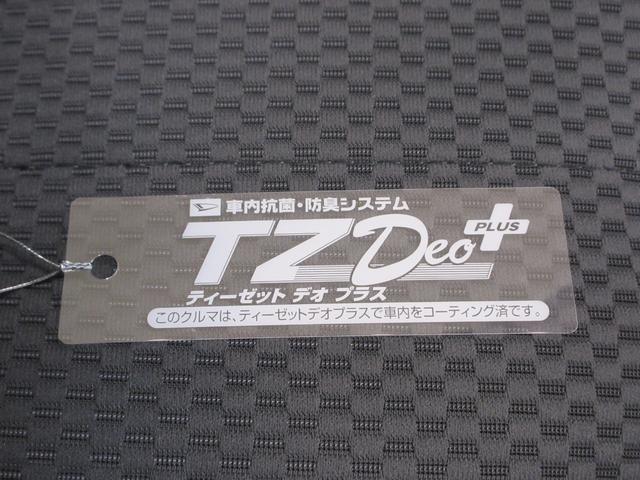 車内抗菌・防臭システム
TZ Deo PLUS
ティーゼット デオ プラス
このクルマは、ティーゼットデオプラスで車内をコーティング済です。